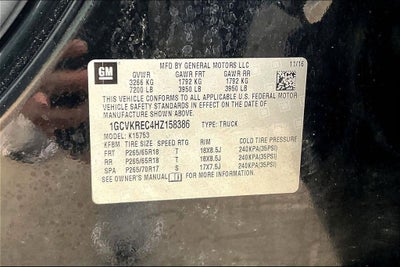 GM
MFD BY GENERAL MOTORS LLC 11/16
GVWR GAWR FRT GAWR RR
3266 KG 1792 KG 1792 KG
7200 LB 3950 LB 3950 LB
THIS VEHICLE CONFORMS TO ALL APPLICABLE U.S. FEDERAL MOTOR
VEHICLE SAFETY STANDARDS IN EFFECT ON THE DATE OF
MANUFACTURE SHOWN ABOVE.
1GCVKREC4HZ158386 TYPE: TRUCK
MODEL: K15753
KFBM TIRE SIZE SPEED RTG RIM COLD TIRE PRESSURE
FRT P265/65R18 T 18X8.5J 240KPA(35PSI)
RR P265/65R18 T 18X8.5J 240KPA(35PSI)
SPA P265/70R17 S 17X7.5J 240KPA(35PSI)
SEE OWNER'S MANUAL FOR MORE INFORMATION.